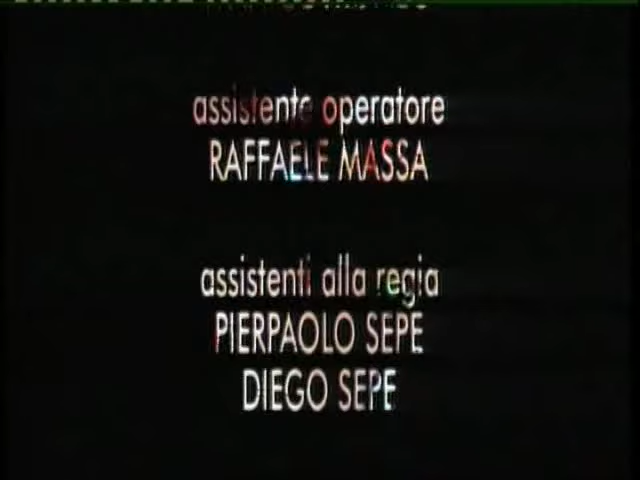 assistente operatore
RAFFAELE MASSA
assistenti alla regia
PIERPAOLO SEPE
DIEGO SEPE